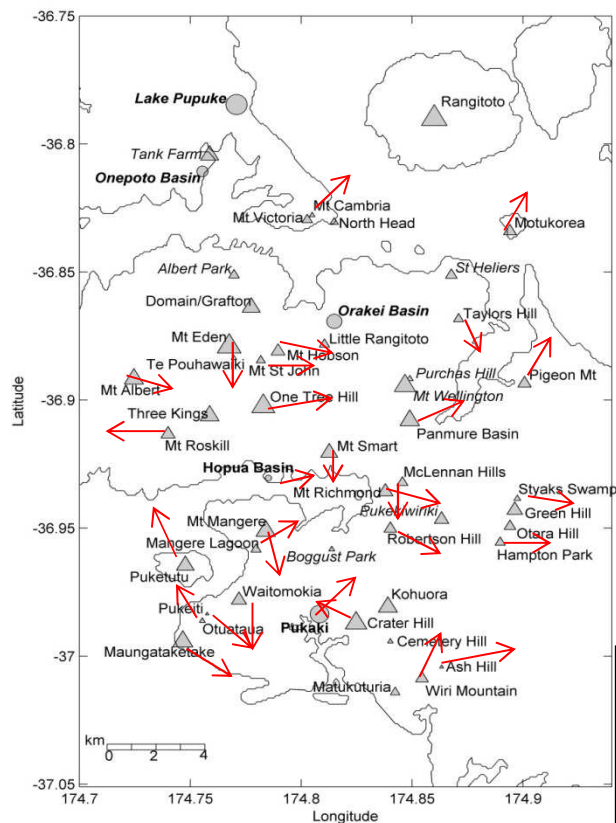 -36.75
Lake Pupuke
Rangitoto
-36.8
Tank Farm
Onepoto Basin
Mt Cambria
Mt Victoria
North Head
Motukorea
-36.85
Albert Park
St Heliers
Domain/Grafton
Orakei Basin
Taylors Hill
Mt Eden
Little Rangitoto
Mt Hobson
Te Pouhawaiki
Mt St John
Purchas Hill
Pigeon Mt
Mt Albert
Mt Wellington
-36.9
One Tree Hill
Three Kings
Panmure Basin
Mt Roskill
Mt Smart
Hopua Basin
McLennan Hills
Mt Richmond
Styaks Swamp
Pukekiwiriki
Green Hill
Mt Mangere
Otara Hill
Robertson Hill
-36.95
Mangere Lagoon
Boggust Park
Hampton Park
Puketutu
Waitomokia
Kohuora
Pukeiti
Otuataua
Pukaki
Crater Hill
Cemetery Hill
-37
Maungataketake
Ash Hill
Matukuturia
Wiri Mountain
km
0 2 4
-37.05
174.7 174.75 174.8 174.85 174.9
Longitude
Latitude